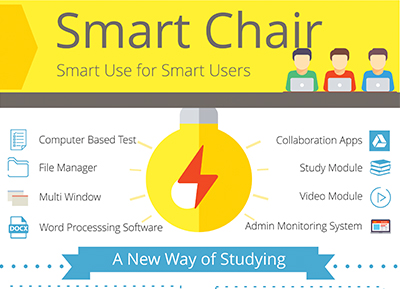 Smart Chair
Smart Use for Smart Users
Computer Based Test
File Manager
Multi Window
DOCX
Word Processsing Software
Collaboration Apps
Study Module
Video Module
Admin Monitoring System
A New Way of Studying